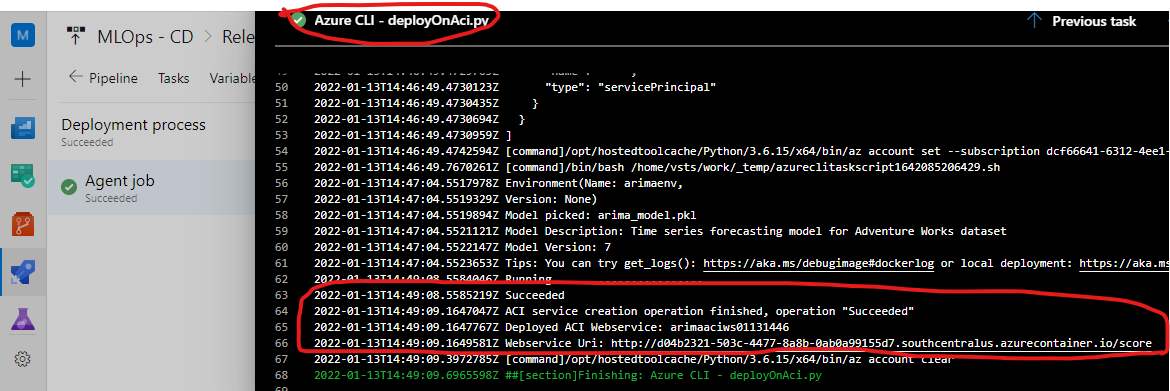 M
MLOps - CD > Rele
Azure CLI - deployOnAci.py
Previous task
Pipeline Tasks Variable
Deployment process
Succeeded
Agent job
Succeeded
50 2022-01-13T14:46:49.4730123Z "type": "servicePrincipal"
51 2022-01-13T14:46:49.4730435Z }
52 2022-01-13T14:46:49.4730694Z }
53 2022-01-13T14:46:49.4730959Z ]
54 2022-01-13T14:46:49.4742594Z [command]/opt/hostedtoolcache/Python/3.6.15/x64/bin/az account set --subscription dcf66641-6312-4ee1-
55 2022-01-13T14:46:49.7670261Z [command]/bin/bash /home/vsts/work/_temp/azureclitaskscript1642085206429.sh
56 2022-01-13T14:47:04.5517978Z Environment(Name: arimaenv,
57 2022-01-13T14:47:04.5519329Z Version: None)
58 2022-01-13T14:47:04.5519894Z Model picked: arima_model.pkl
59 2022-01-13T14:47:04.5521121Z Model Description: Time series forecasting model for Adventure Works dataset
60 2022-01-13T14:47:04.5522147Z Model Version: 7
61 2022-01-13T14:47:04.5523653Z Tips: You can try get_logs(): https://aka.ms/debugimage#dockerlog or local deployment: https://aka.ms
62 2022-01-13T14:49:08.5584046Z Running
63 2022-01-13T14:49:08.5585219Z Succeeded
64 2022-01-13T14:49:09.1647047Z ACI service creation operation finished, operation "Succeeded"
65 2022-01-13T14:49:09.1647767Z Deployed ACI Webservice: arimaaciws01131446
66 2022-01-13T14:49:09.1649581Z Webservice Uri: http://d04b2321-503c-4477-8a8b-0ab0a99155d7.southcentralus.azurecontainer.io/score
67 2022-01-13T14:49:09.3972785Z [command]/opt/hostedtoolcache/Python/3.6.15/x64/bin/az account clear
68 2022-01-13T14:49:09.6965598Z ##[section]Finishing: Azure CLI - deployOnAci.py